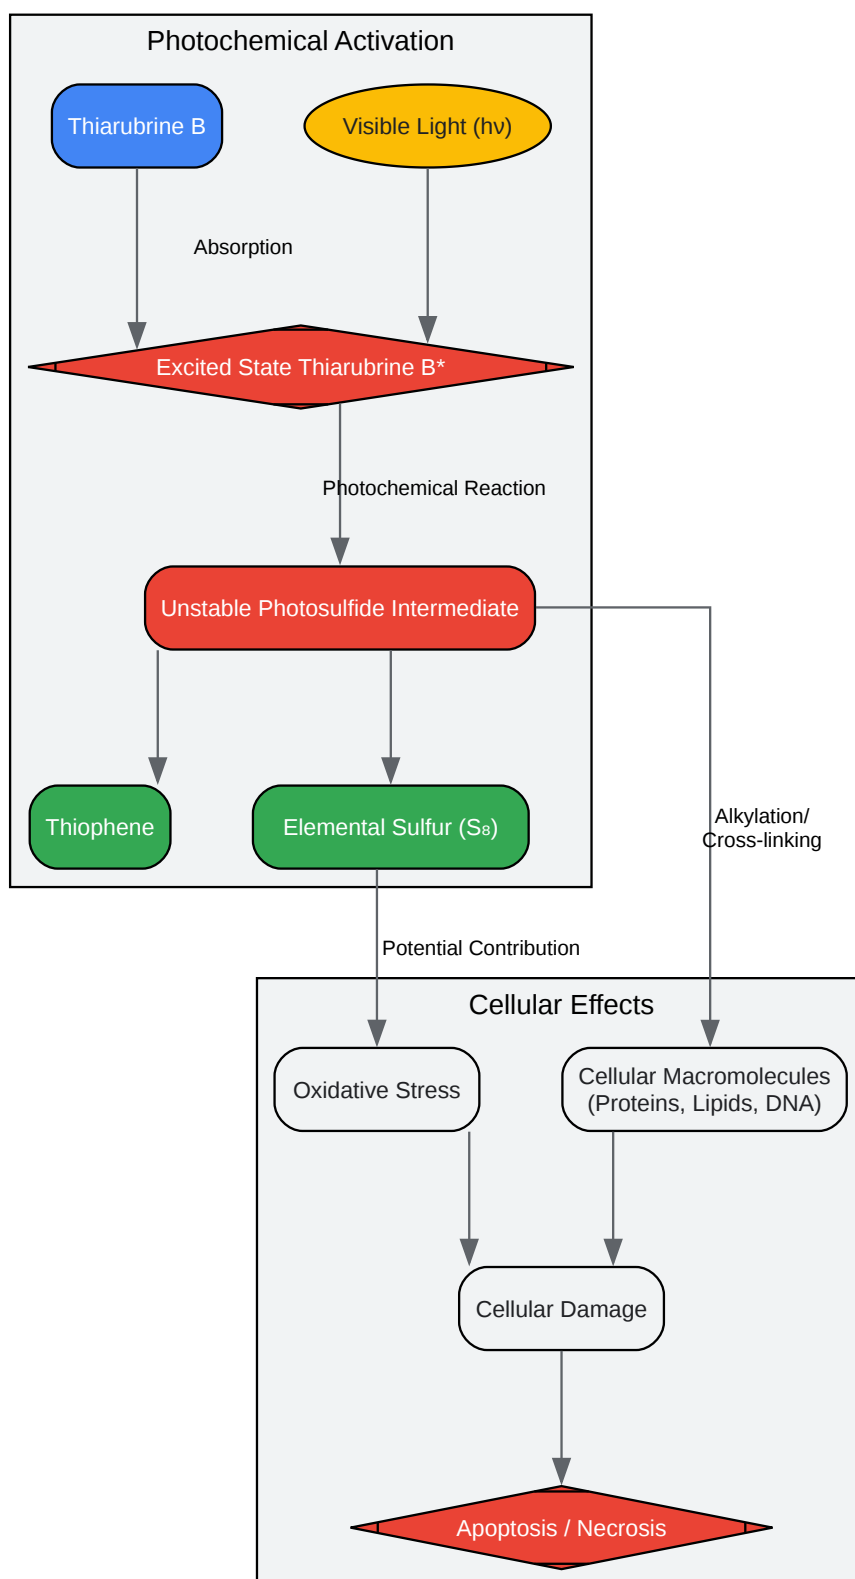 Photochemical Activation
Thiarubrine B
Visible Light (hν)
Absorption
Excited State Thiarubrine B*
Photochemical Reaction
Unstable Photosulfide Intermediate
Thiophene
Elemental Sulfur (S₈)
Alkylation/
Cross-linking
Potential Contribution
Cellular Effects
Oxidative Stress
Cellular Macromolecules
(Proteins, Lipids, DNA)
Cellular Damage
Apoptosis / Necrosis